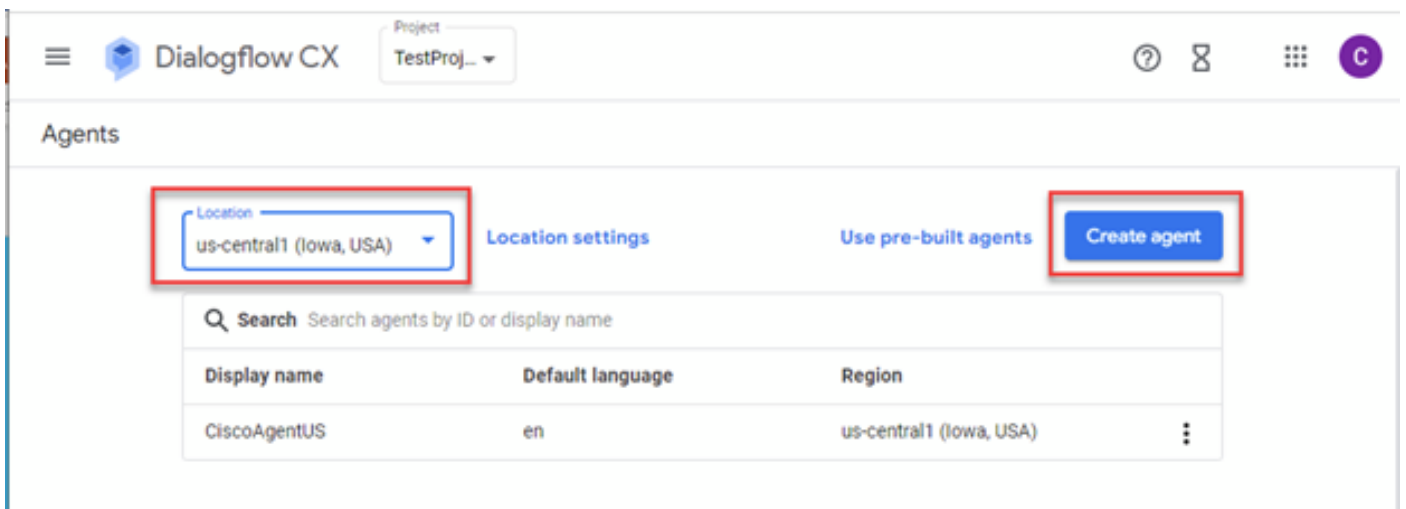 Project
Dialogflow CX TestProj...
C
Agents
Location
us-central1 (Iowa, USA) Location settings Use pre-built agents Create agent
Search Search agents by ID or display name
Display name Default language Region
CiscoAgentUS en us-central1 (Iowa, USA)